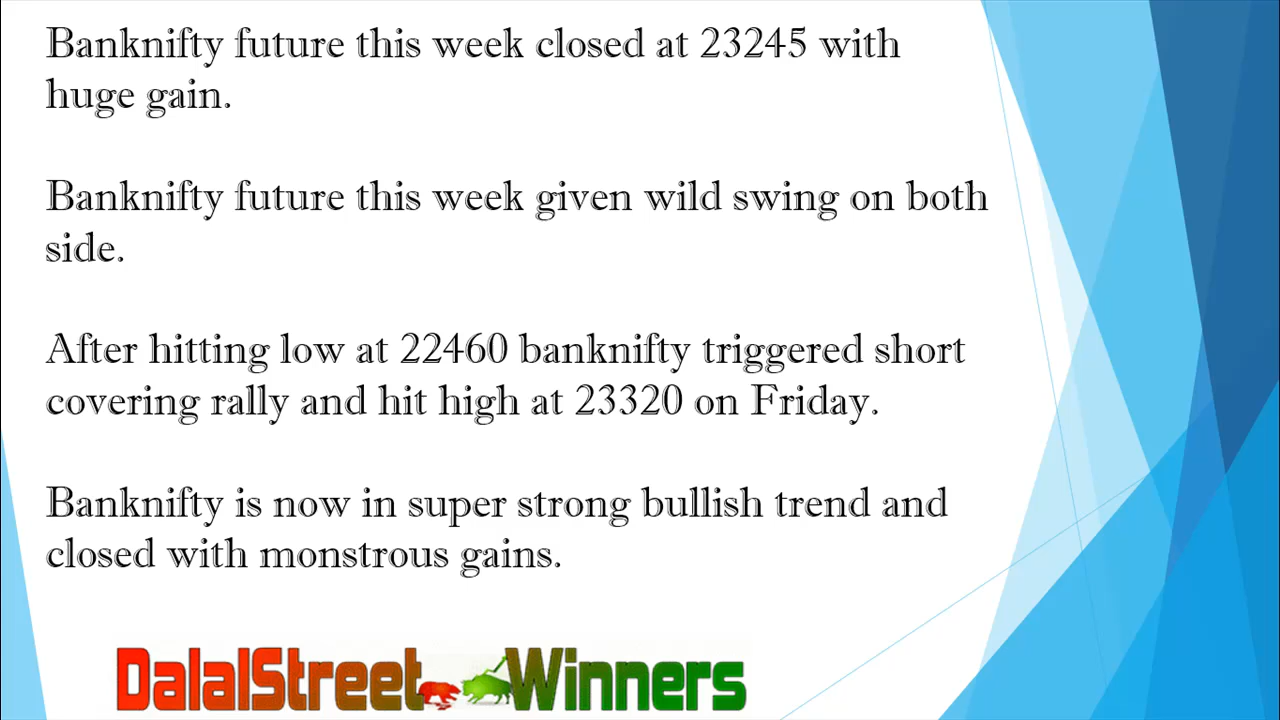 Banknifty future this week closed at 23245 with
huge gain.
Banknifty future this week given wild swing on both
side.
After hitting low at 22460 banknifty triggered short
covering rally and hit high at 23320 on Friday.
Banknifty is now in super strong bullish trend and
closed with monstrous gains.
DalalStreet Winners